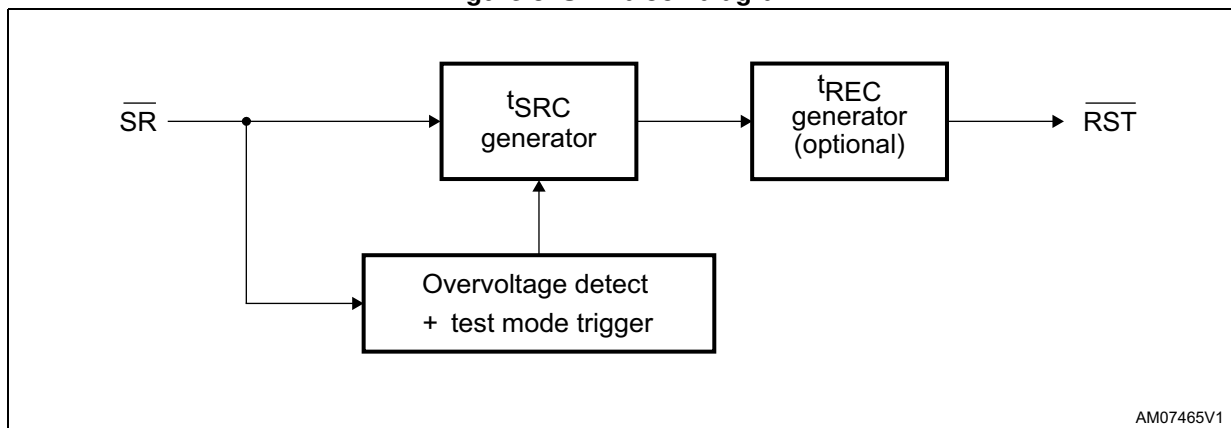 SR
tSRC
generator
tREC
generator
(optional)
RST
Overvoltage detect
+ test mode trigger
AM07465V1